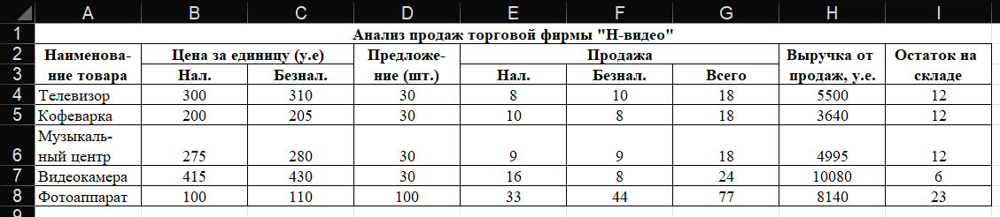 A B C D E F G H I
1 Анализ продаж торговой фирмы "Н-видео"
2 Наименова- Цена за единицу (у.е) Предложе- Продажа Выручка от Остаток на
3 ние товара Нал. Безнал. ние (шт.) Нал. Безнал. Всего продаж, у.е. складе
4 Телевизор 300 310 30 8 10 18 5500 12
5 Кофеварка 200 205 30 10 8 18 3640 12
Музыкаль-
6 ный центр 275 280 30 9 9 18 4995 12
7 Видеокамера 415 430 30 16 8 24 10080 6
8 Фотоаппарат 100 110 100 33 44 77 8140 23